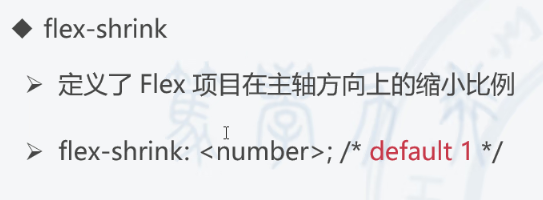 ◆ flex-shrink
➢ 定义了 Flex 项目在主轴方向上的缩小比例
➢ flex-shrink: <number>; /* default 1 */